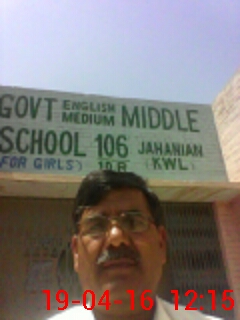 GOVT ENGLISH MEDIUM MIDDLE
SCHOOL 106 JAHANIAN
(FOR GIRLS) 10 R (KWL)
19-04-16 12:15